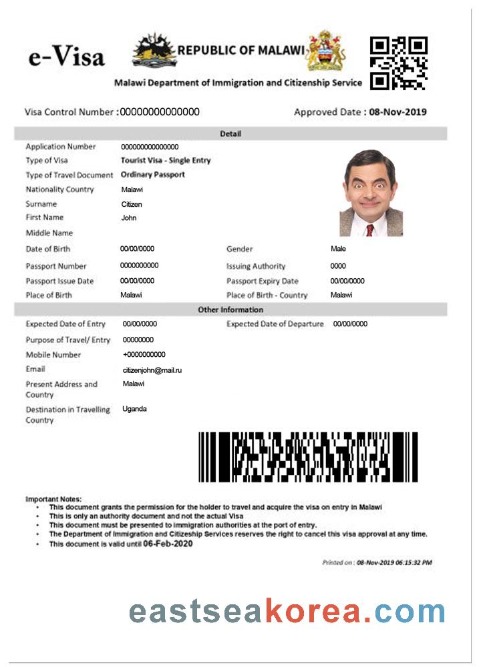 e-Visa
REPUBLIC OF MALAWI
Malawi Department of Immigration and Citizenship Service
Visa Control Number : 00000000000000 Approved Date : 08-Nov-2019
Detail
Application Number 00000000000000
Type of Visa Tourist Visa - Single Entry
Type of Travel Document Ordinary Passport
Nationality Country Malawi
Surname Citizen
First Name John
Middle Name
Date of Birth 00/00/0000 Gender Male
Passport Number 0000000000 Issuing Authority 0000
Passport Issue Date 00/00/0000 Passport Expiry Date 00/00/0000
Place of Birth Malawi Place of Birth - Country Malawi
Other Information
Expected Date of Entry 00/00/0000 Expected Date of Departure 00/00/0000
Purpose of Travel/ Entry 00000000
Mobile Number +0000000000
Email citizenjohn@mail.ru
Present Address and Malawi
Country
Destination in Travelling Uganda
Country
Important Notes:
• This document grants the permission for the holder to travel and acquire the visa on entry in Malawi
• This is only an authority document and not the actual Visa
• This document must be presented to immigration authorities at the port of entry.
• The Department of Immigration and Citizeship Services reserves the right to cancel this visa approval at any time.
• This document is valid until 06-Feb-2020
Printed on : 08-Nov-2019 06:15:32 PM
eastseakorea.com